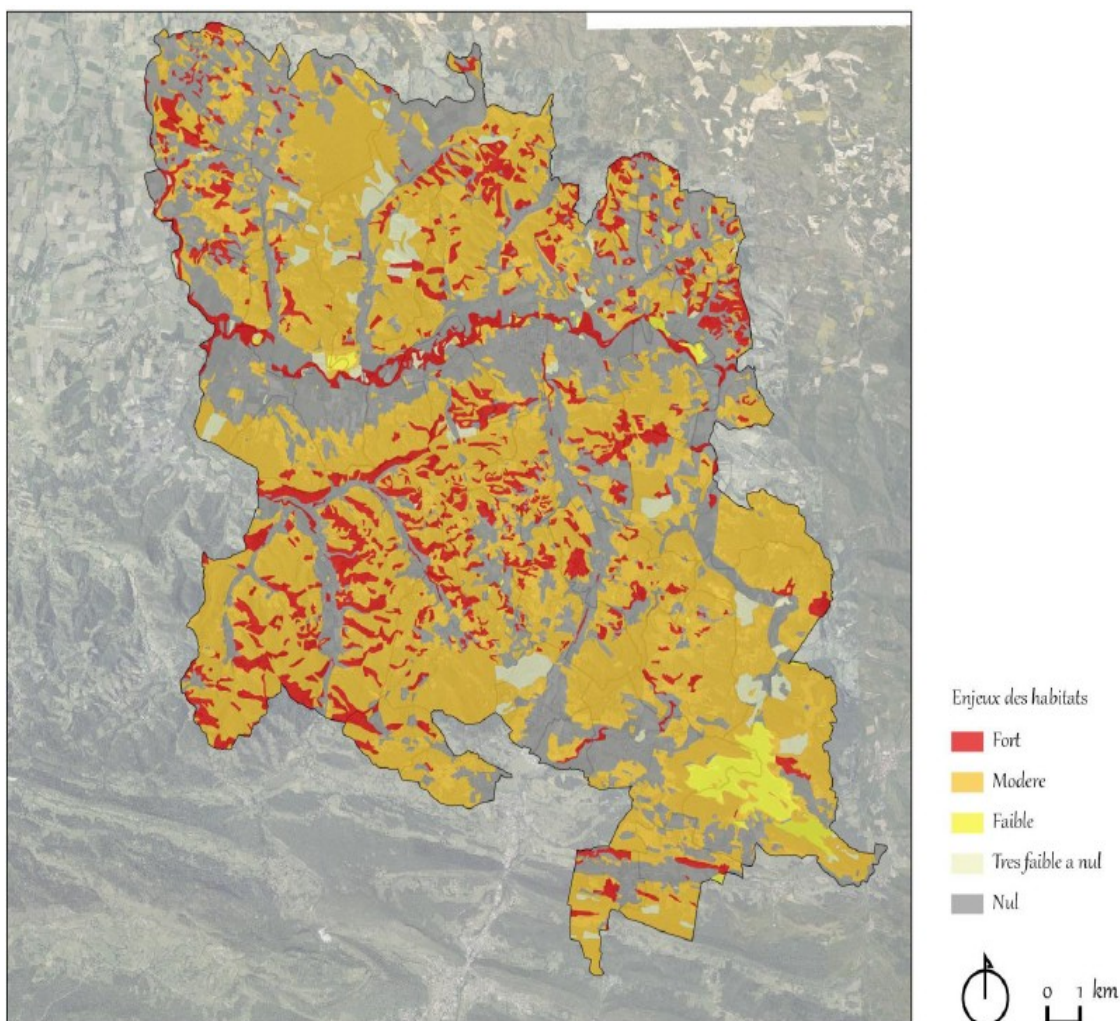 Enjeux des habitats
Fort
Modere
Faible
Tres faible a nul
Nul
0 1 km